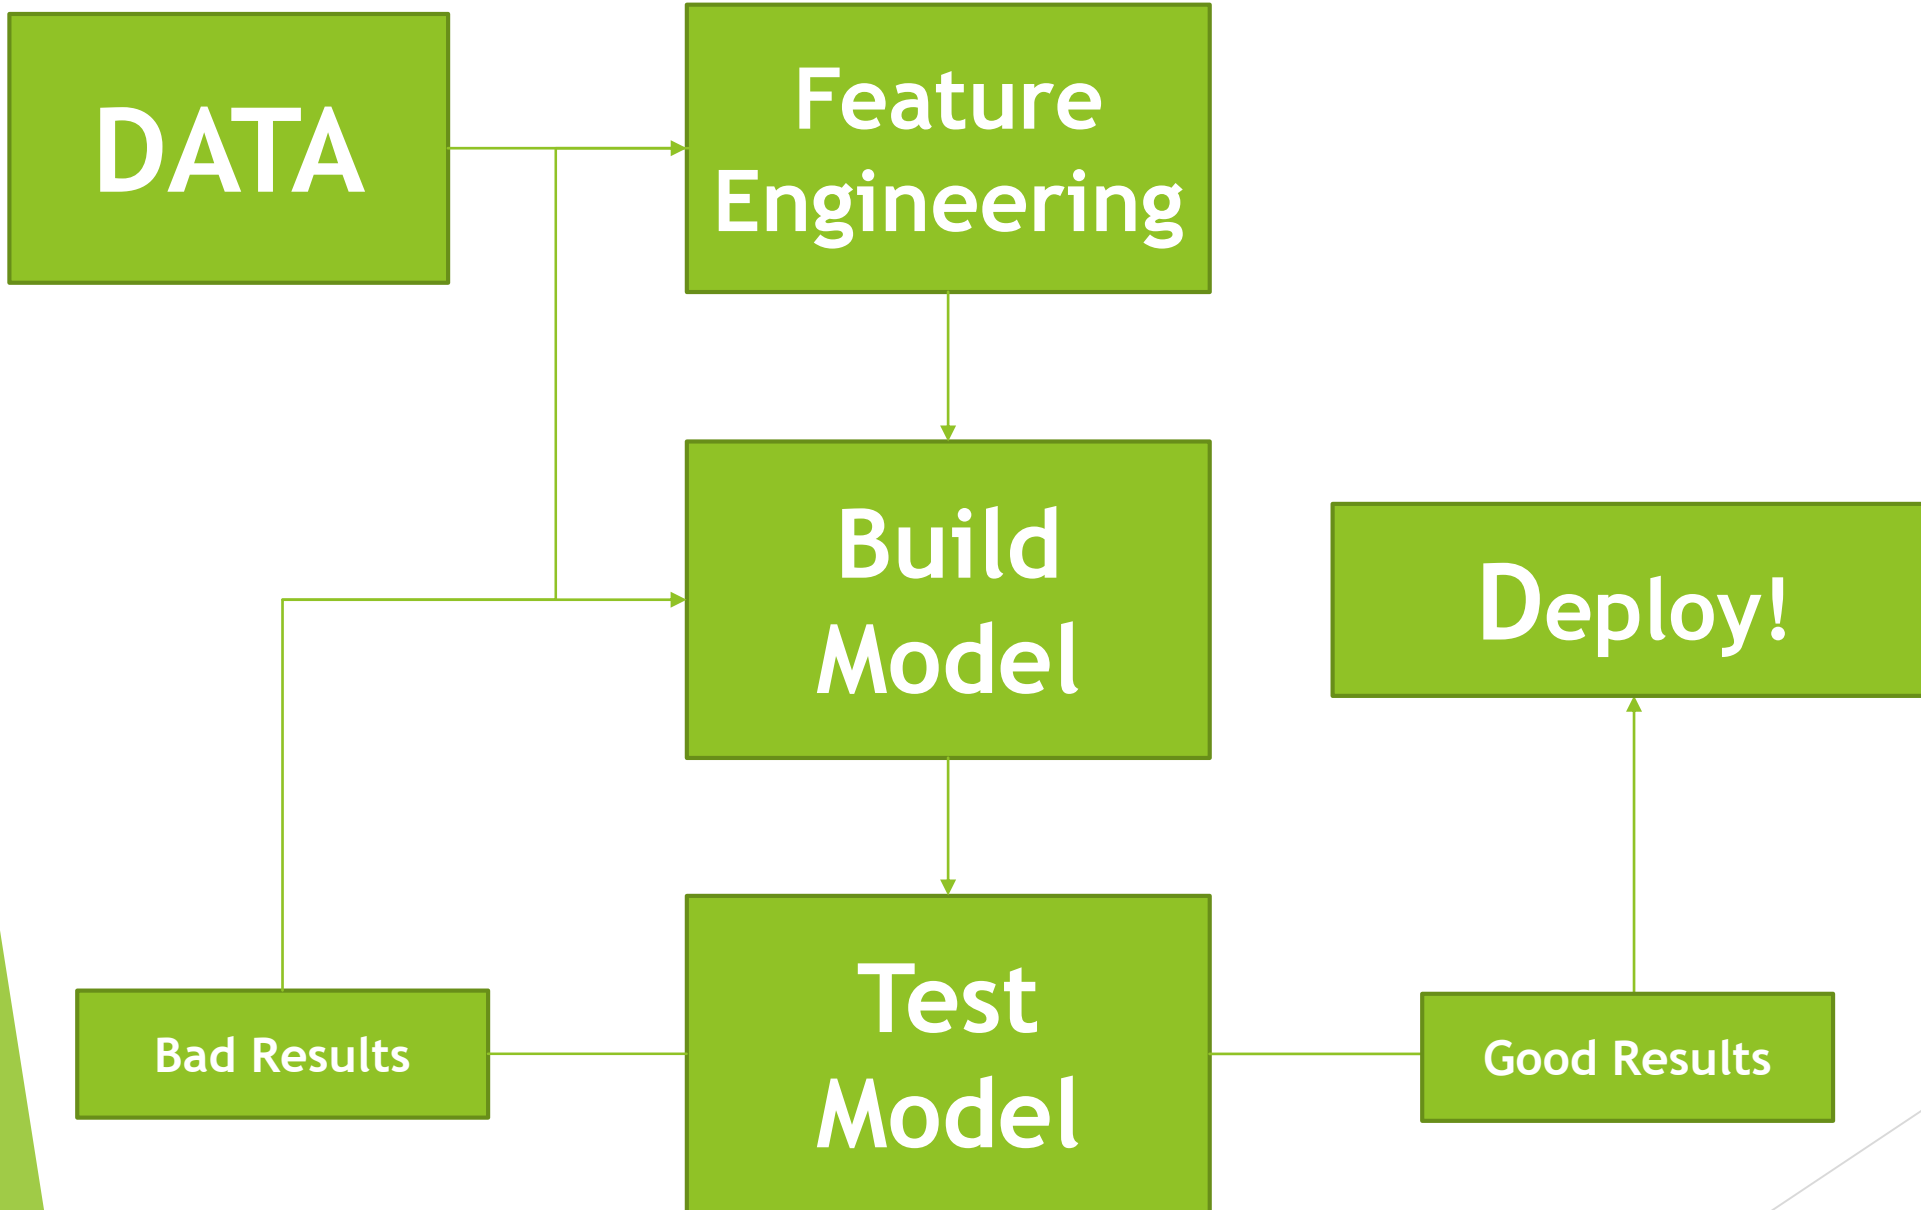 DATA
Feature
Engineering
Build
Model
Deploy!
Test
Model
Bad Results
Good Results